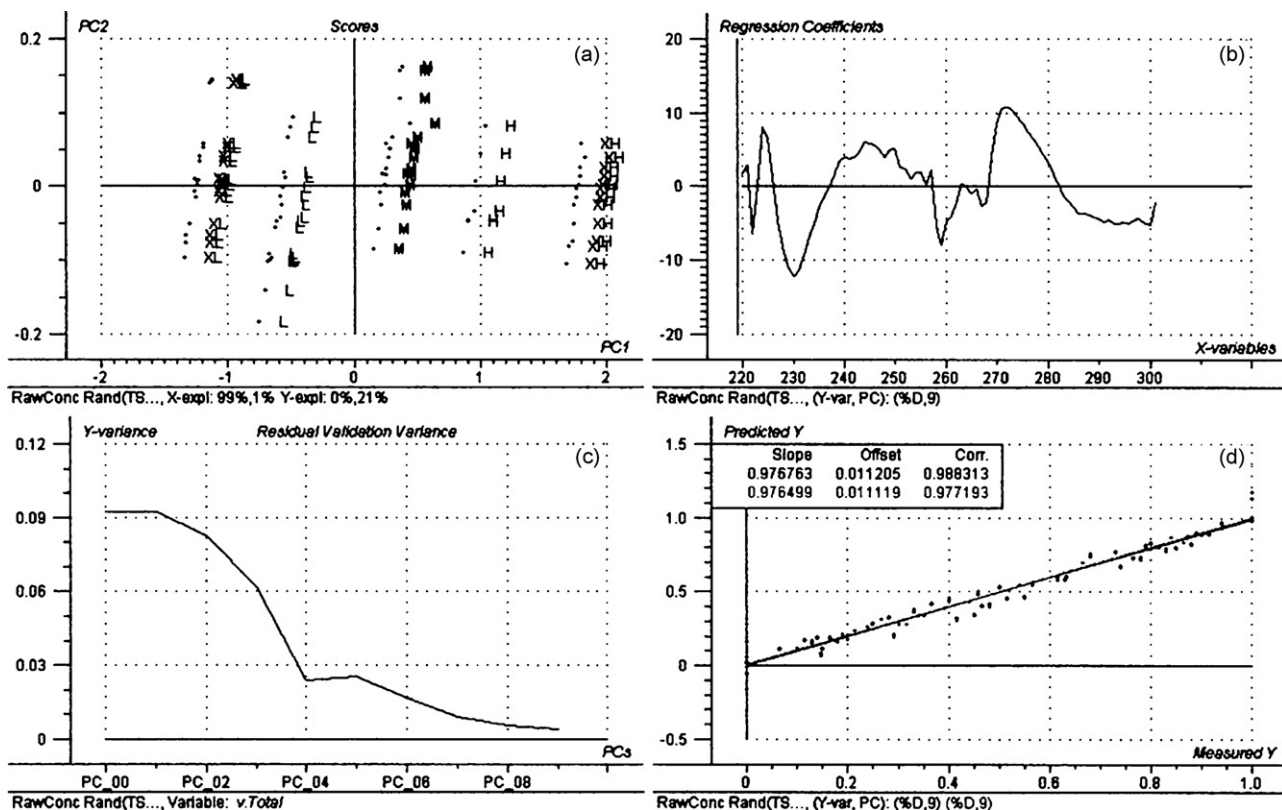 PC2 Scores (a)
0.2
0
-0.2
XL
L
M
H
XH
PC1
-2 -1 0 1 2
RawConc Rand(TS..., X-expl: 99%,1% Y-expl: 0%,21%
Regression Coefficients (b)
20
10
0
-10
-20
X-variables
220 230 240 250 260 270 280 290 300
RawConc Rand(TS..., (Y-var, PC): (%D,9)
Y-variance Residual Validation Variance (c)
0.12
0.09
0.06
0.03
0
PCs
PC_00 PC_02 PC_04 PC_06 PC_08
RawConc Rand(TS..., Variable: v.Total
Predicted Y (d)
Slope Offset Corr.
0.976763 0.011205 0.988313
0.976499 0.011119 0.977193
1.5
1.0
0.5
0
-0.5
Measured Y
0 0.2 0.4 0.6 0.8 1.0
RawConc Rand(TS..., (Y-var, PC): (%D,9) (%D,9)